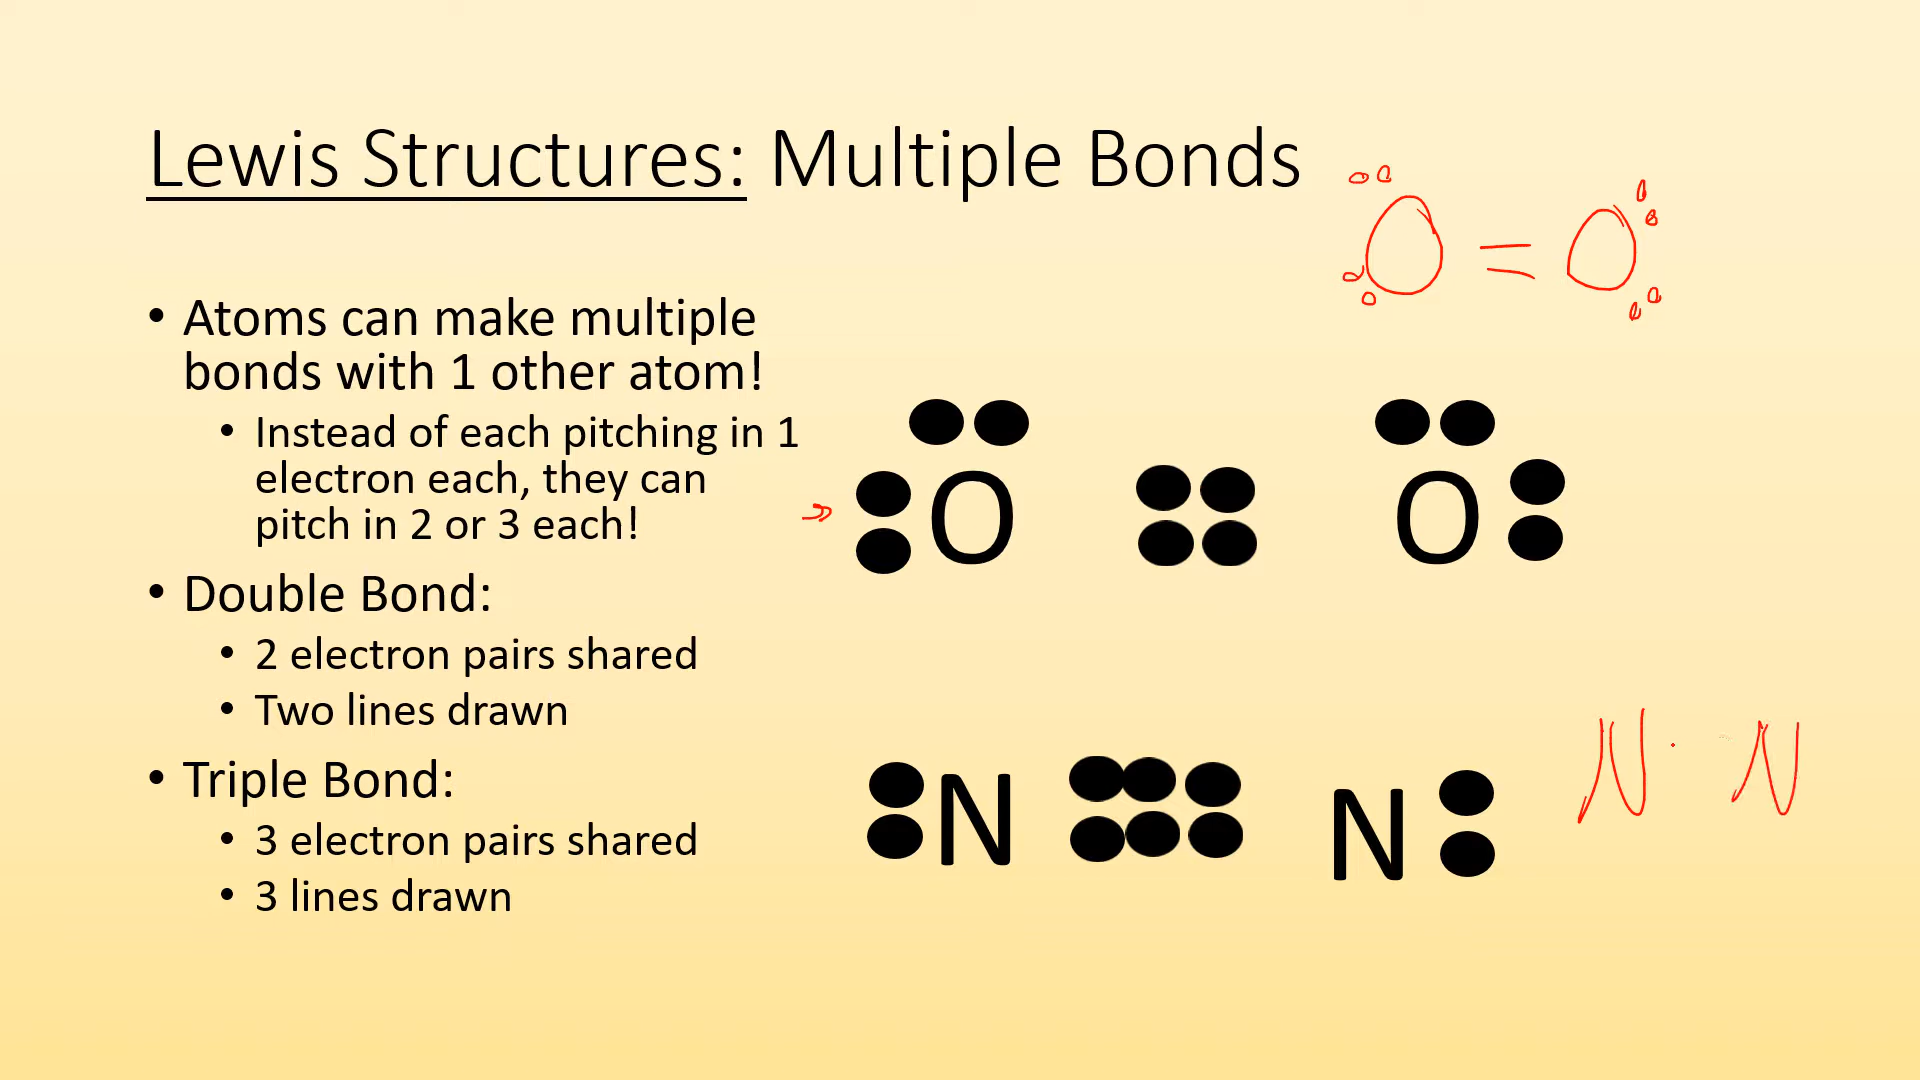 Lewis Structures: Multiple Bonds
O = O
• Atoms can make multiple
bonds with 1 other atom!
• Instead of each pitching in 1
electron each, they can
pitch in 2 or 3 each!
O O
• Double Bond:
• 2 electron pairs shared
• Two lines drawn
• Triple Bond:
• 3 electron pairs shared
• 3 lines drawn
N N
N N